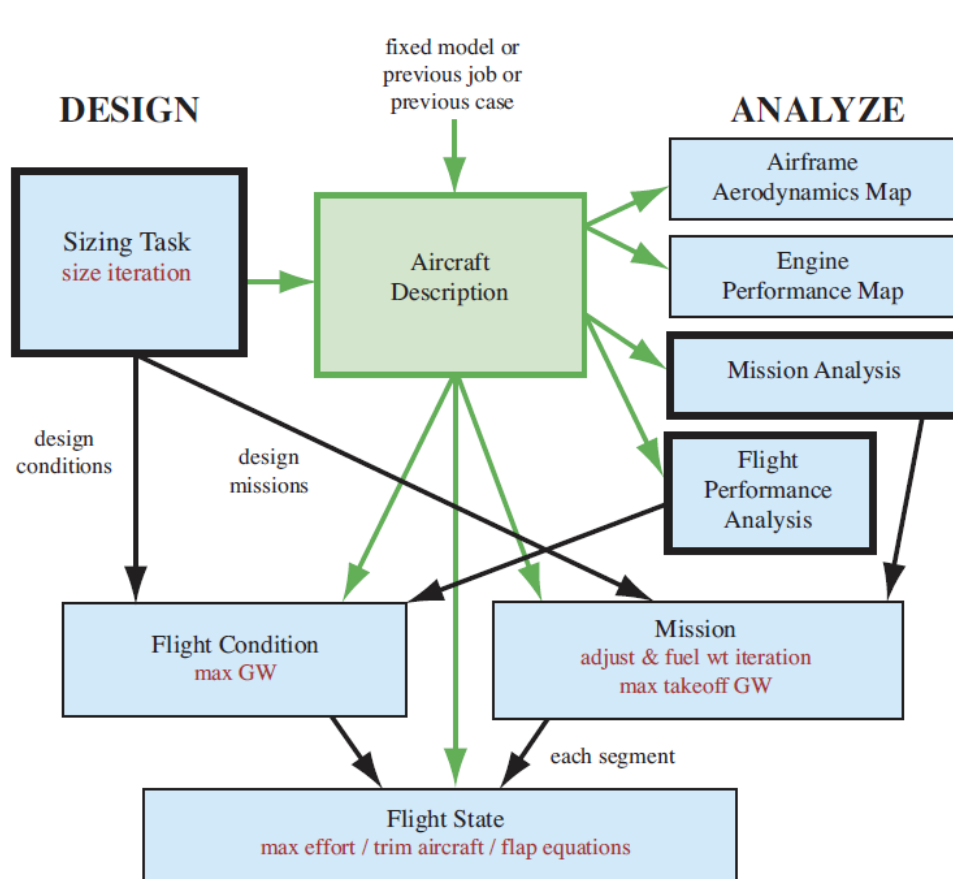 fixed model or
previous job or
previous case
DESIGN
ANALYZE
Sizing Task
size iteration
Aircraft
Description
Airframe
Aerodynamics Map
Engine
Performance Map
Mission Analysis
Flight
Performance
Analysis
design
conditions
design
missions
Flight Condition
max GW
Mission
adjust & fuel wt iteration
max takeoff GW
each segment
Flight State
max effort / trim aircraft / flap equations